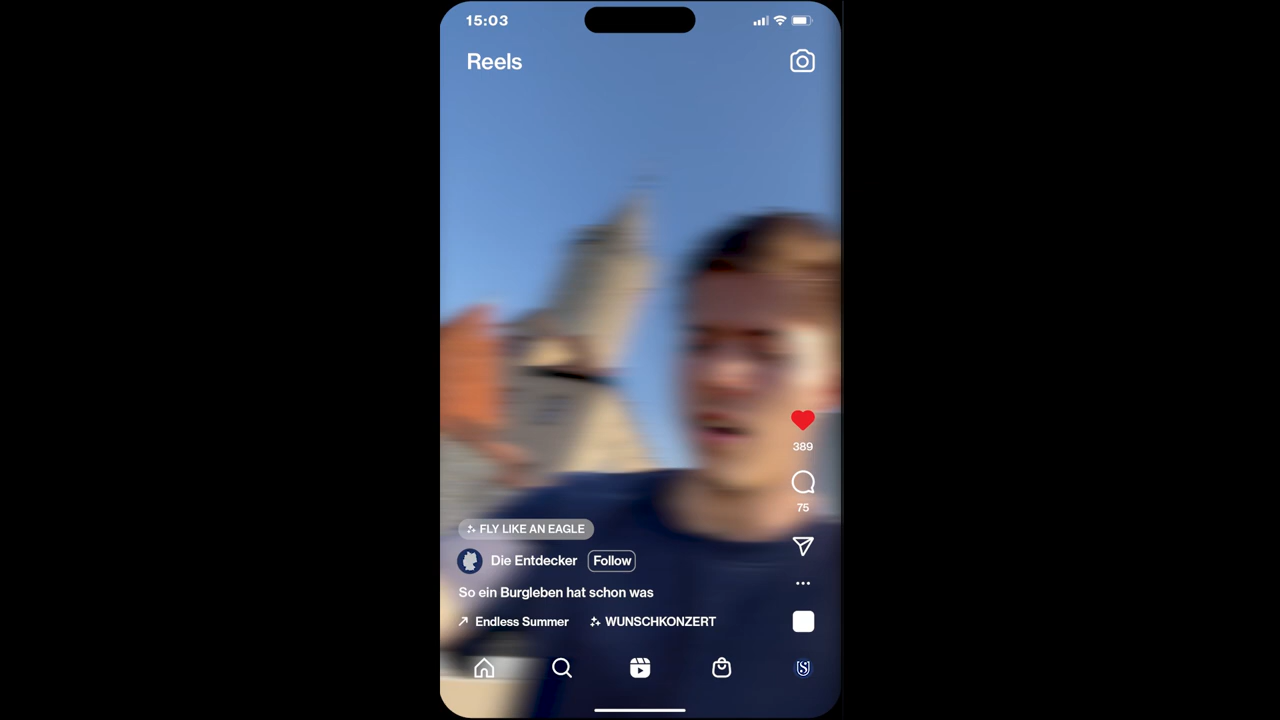 15:03
Reels
389
75
FLY LIKE AN EAGLE
Die Entdecker Follow
So ein Burgleben hat schon was
Endless Summer WUNSCHKONZERT